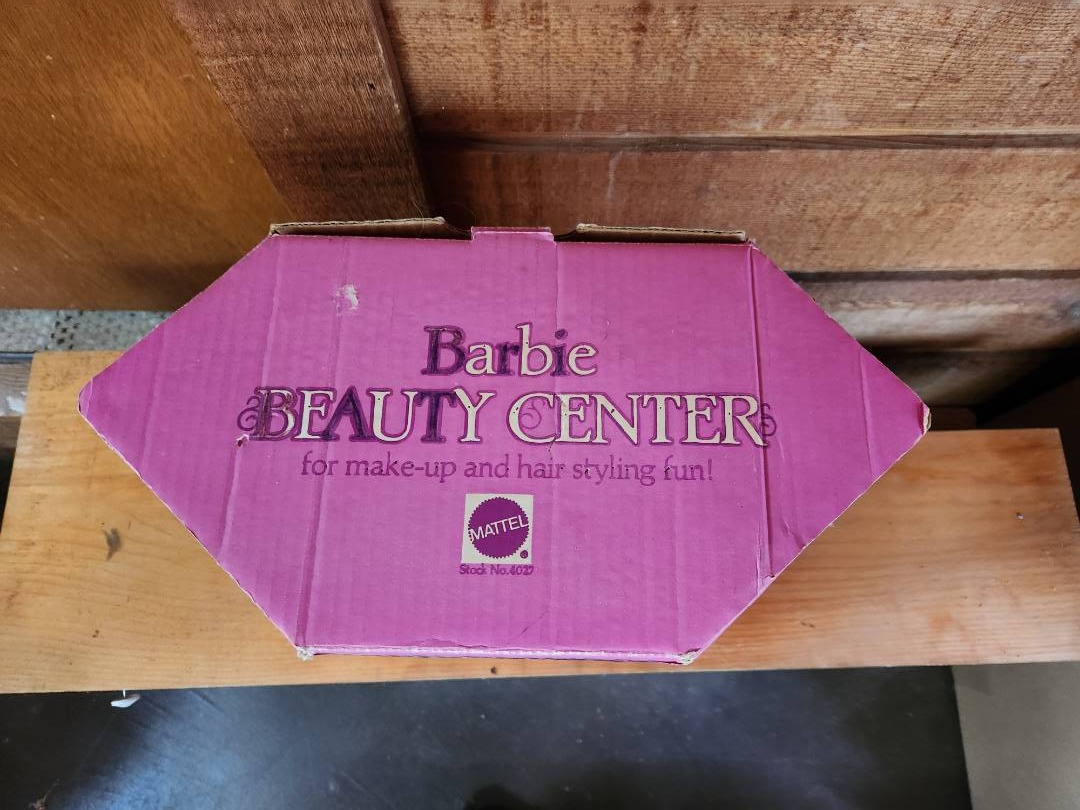 Barbie
BEAUTY CENTER
for make-up and hair styling fun!
MATTEL
®
Stock No. 4027